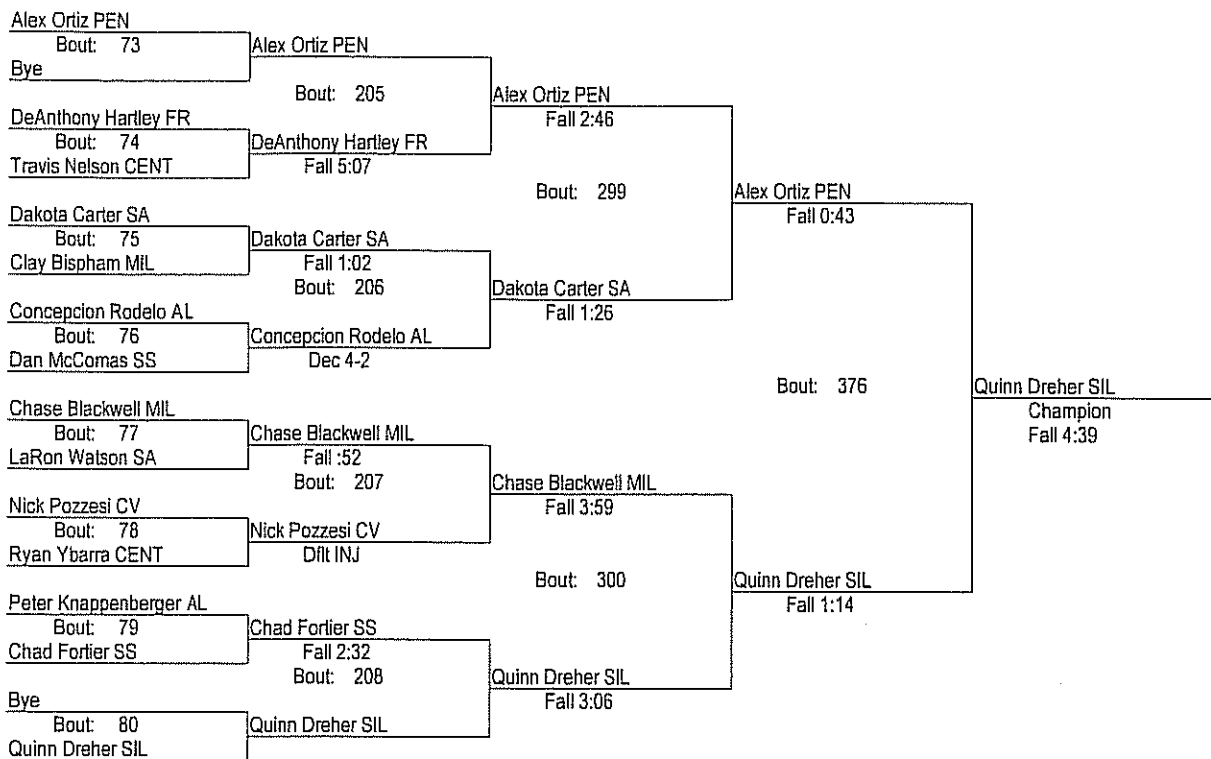 Alex Ortiz PEN
Bout: 73
Bye
Alex Ortiz PEN
Bout: 205
DeAnthony Hartley FR
Bout: 74
Travis Nelson CENT
DeAnthony Hartley FR
Fall 5:07
Alex Ortiz PEN
Fall 2:46
Bout: 299
Dakota Carter SA
Bout: 75
Clay Bispham MIL
Dakota Carter SA
Fall 1:02
Bout: 206
Concepcion Rodelo AL
Bout: 76
Dan McComas SS
Concepcion Rodelo AL
Dec 4-2
Dakota Carter SA
Fall 1:26
Alex Ortiz PEN
Fall 0:43
Bout: 376
Chase Blackwell MIL
Bout: 77
LaRon Watson SA
Chase Blackwell MIL
Fall :52
Bout: 207
Nick Pozzesi CV
Bout: 78
Ryan Ybarra CENT
Nick Pozzesi CV
Dflt INJ
Chase Blackwell MIL
Fall 3:59
Bout: 300
Peter Knappenberger AL
Bout: 79
Chad Fortier SS
Chad Fortier SS
Fall 2:32
Bout: 208
Bye
Bout: 80
Quinn Dreher SIL
Quinn Dreher SIL
Quinn Dreher SIL
Fall 3:06
Quinn Dreher SIL
Fall 1:14
Quinn Dreher SIL
Champion
Fall 4:39